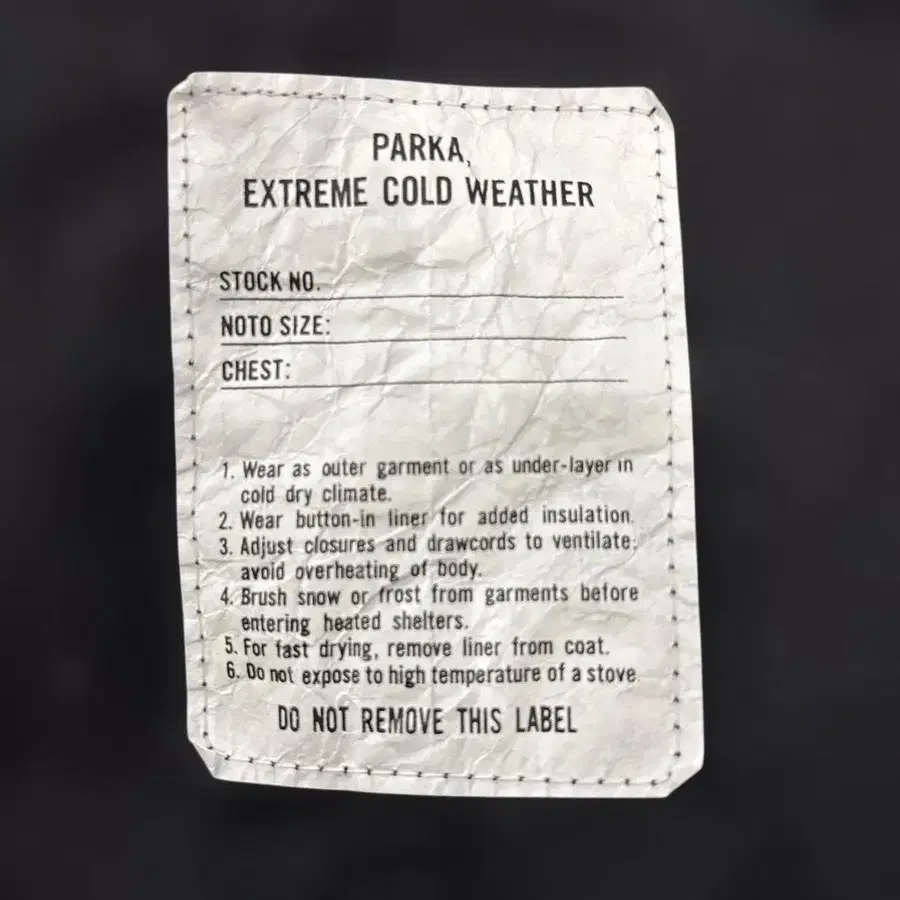 PARKA,
EXTREME COLD WEATHER
STOCK NO.
NOTO SIZE:
CHEST:
1. Wear as outer garment or as under-layer in
cold dry climate.
2. Wear button-in liner for added insulation.
3. Adjust closures and drawcords to ventilate;
avoid overheating of body.
4. Brush snow or frost from garments before
entering heated shelters.
5. For fast drying, remove liner from coat.
6. Do not expose to high temperature of a stove
DO NOT REMOVE THIS LABEL